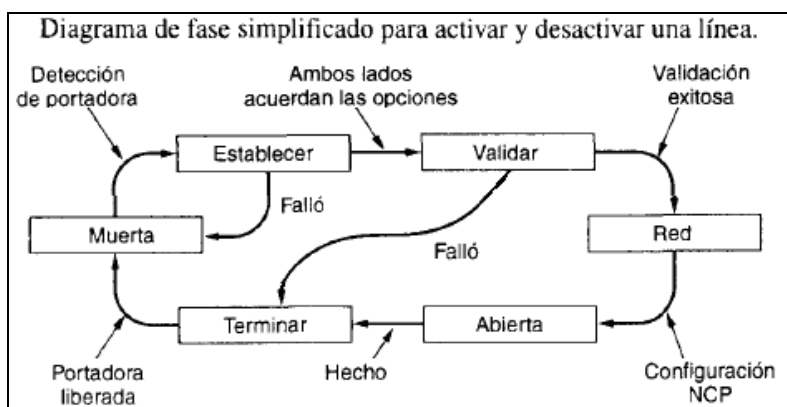 Diagrama de fase simplificado para activar y desactivar una línea.
Detección
de portadora
Ambos lados
acuerdan las opciones
Validación
exitosa
Establecer
Validar
Falló
Muerta
Falló
Red
Terminar
Abierta
Portadora
liberada
Hecho
Configuración
NCP